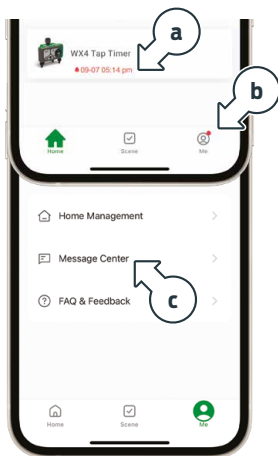 a
WX4 Tap Timer
09-07 05:14 pm
b
Home
Scene
Me
Home Management
Message Center
c
FAQ & Feedback
Home
Scene
Me